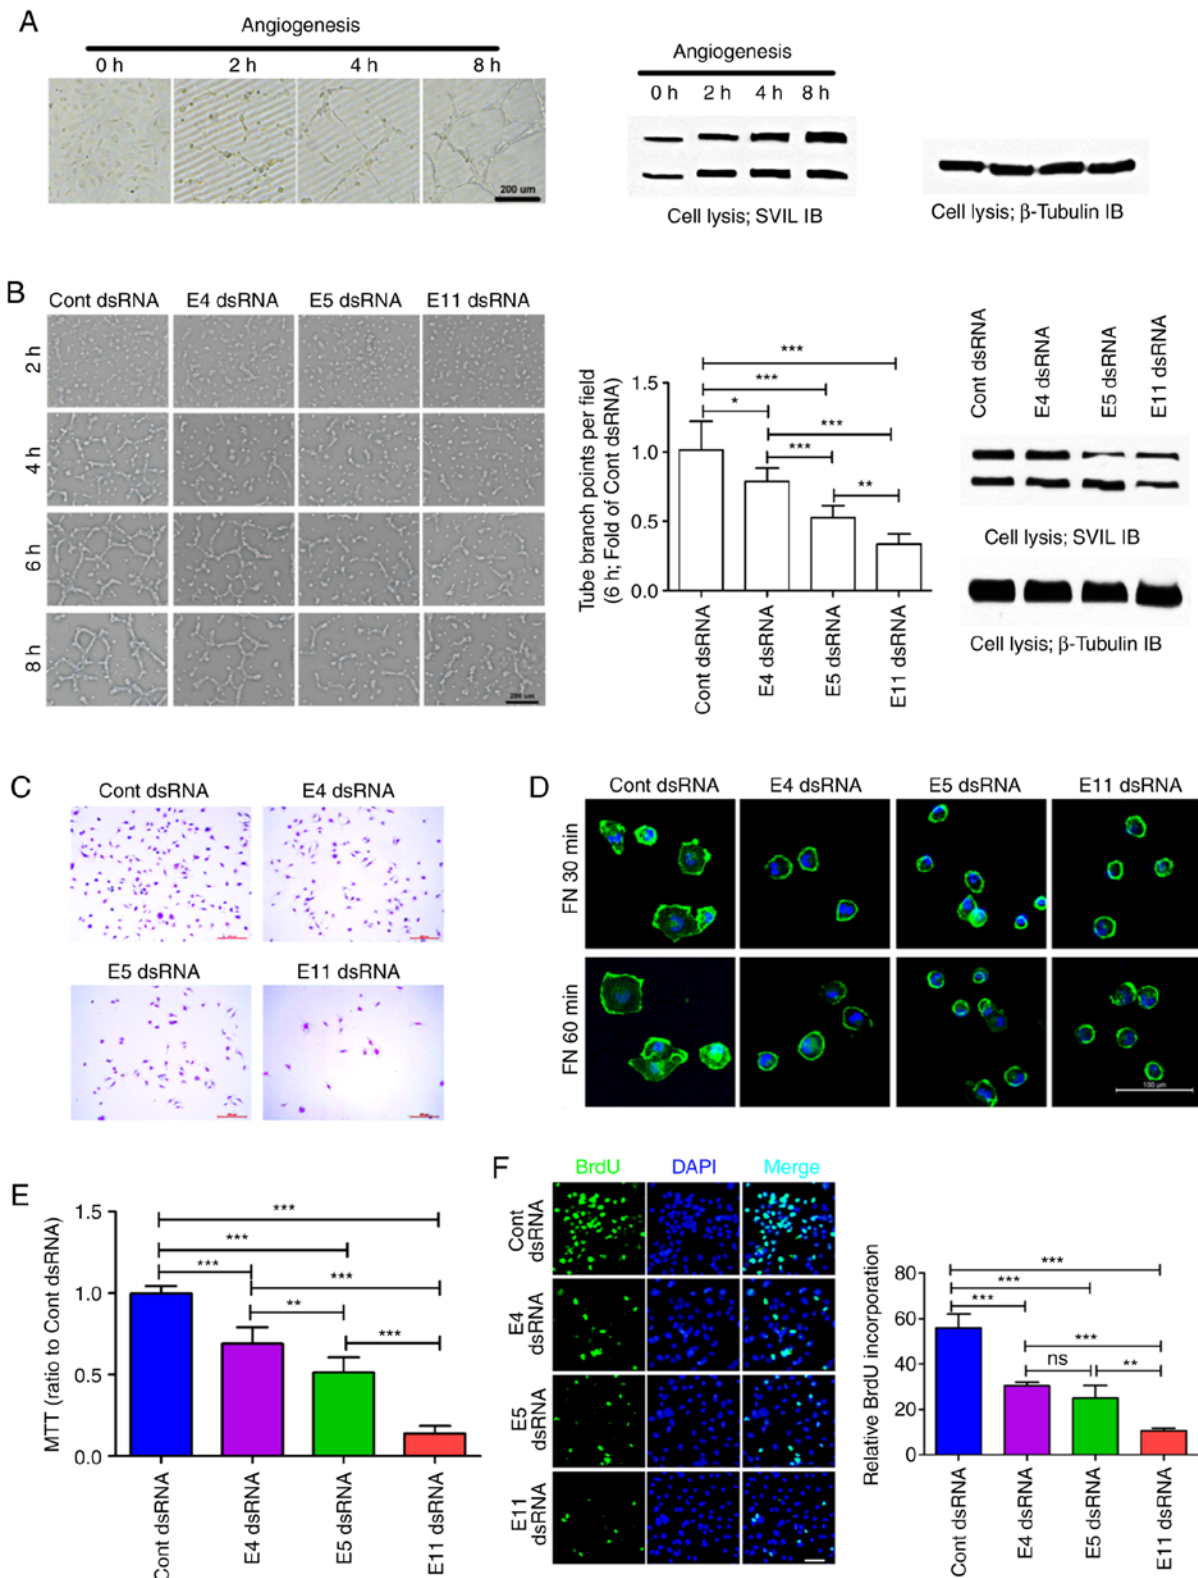 A
Angiogenesis
0 h 2 h 4 h 8 h
200 um
Angiogenesis
0 h 2 h 4 h 8 h
Cell lysis; SVIL IB
Cell lysis; β-Tubulin IB
B
Cont dsRNA E4 dsRNA E5 dsRNA E11 dsRNA
2 h
4 h
6 h
8 h
200 um
Tube branch points per field
(6 h; Fold of Cont dsRNA)
1.5
1.0
0.5
0.0
***
***
*
***
***
**
Cont dsRNA
E4 dsRNA
E5 dsRNA
E11 dsRNA
Cont dsRNA
E4 dsRNA
E5 dsRNA
E11 dsRNA
Cell lysis; SVIL IB
Cell lysis; β-Tubulin IB
C
Cont dsRNA E4 dsRNA
E5 dsRNA E11 dsRNA
D
Cont dsRNA E4 dsRNA E5 dsRNA E11 dsRNA
FN 30 min
FN 60 min
100 μm
E
MTT (ratio to Cont dsRNA)
1.5
1.0
0.5
0.0
***
***
***
***
**
***
Cont dsRNA
E4 dsRNA
E5 dsRNA
E11 dsRNA
F
BrdU DAPI Merge
Cont
dsRNA
E4
dsRNA
E5
dsRNA
E11
dsRNA
Relative BrdU incorporation
80
60
40
20
0
***
***
***
***
ns
**
Cont dsRNA
E4 dsRNA
E5 dsRNA
E11 dsRNA